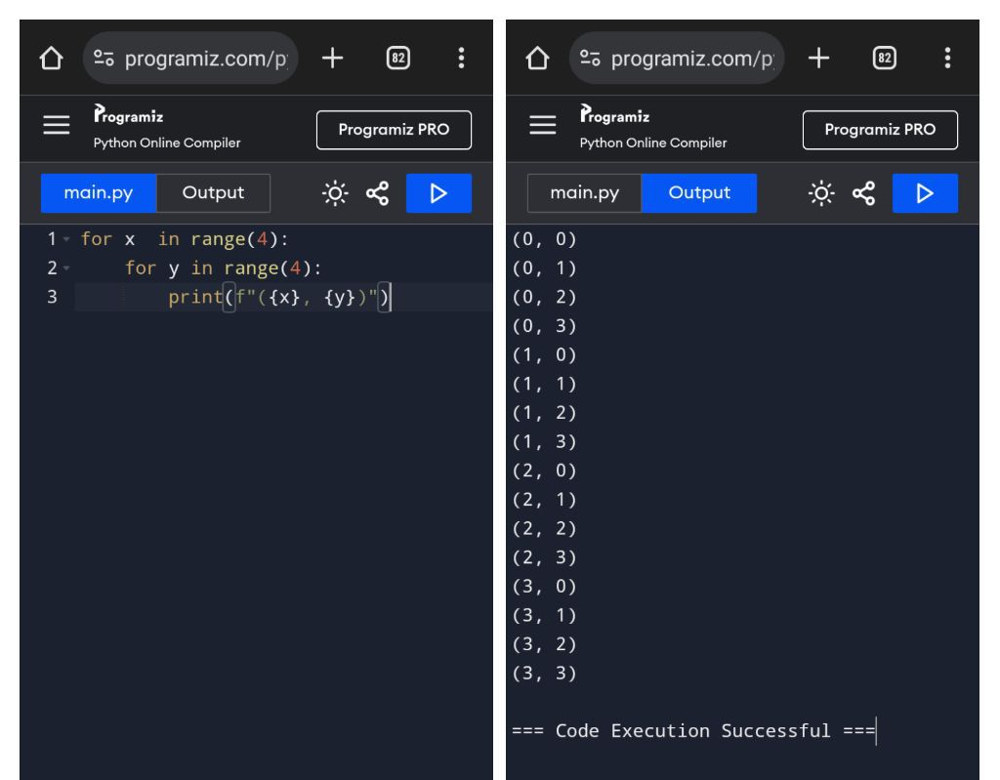 programiz.com/p
82
Programiz
Python Online Compiler
Programiz PRO
main.py
Output
1 for x  in range(4):
2     for y in range(4):
3         print(f"({x}, {y})")
programiz.com/p
82
Programiz
Python Online Compiler
Programiz PRO
main.py
Output
(0, 0)
(0, 1)
(0, 2)
(0, 3)
(1, 0)
(1, 1)
(1, 2)
(1, 3)
(2, 0)
(2, 1)
(2, 2)
(2, 3)
(3, 0)
(3, 1)
(3, 2)
(3, 3)
=== Code Execution Successful ===